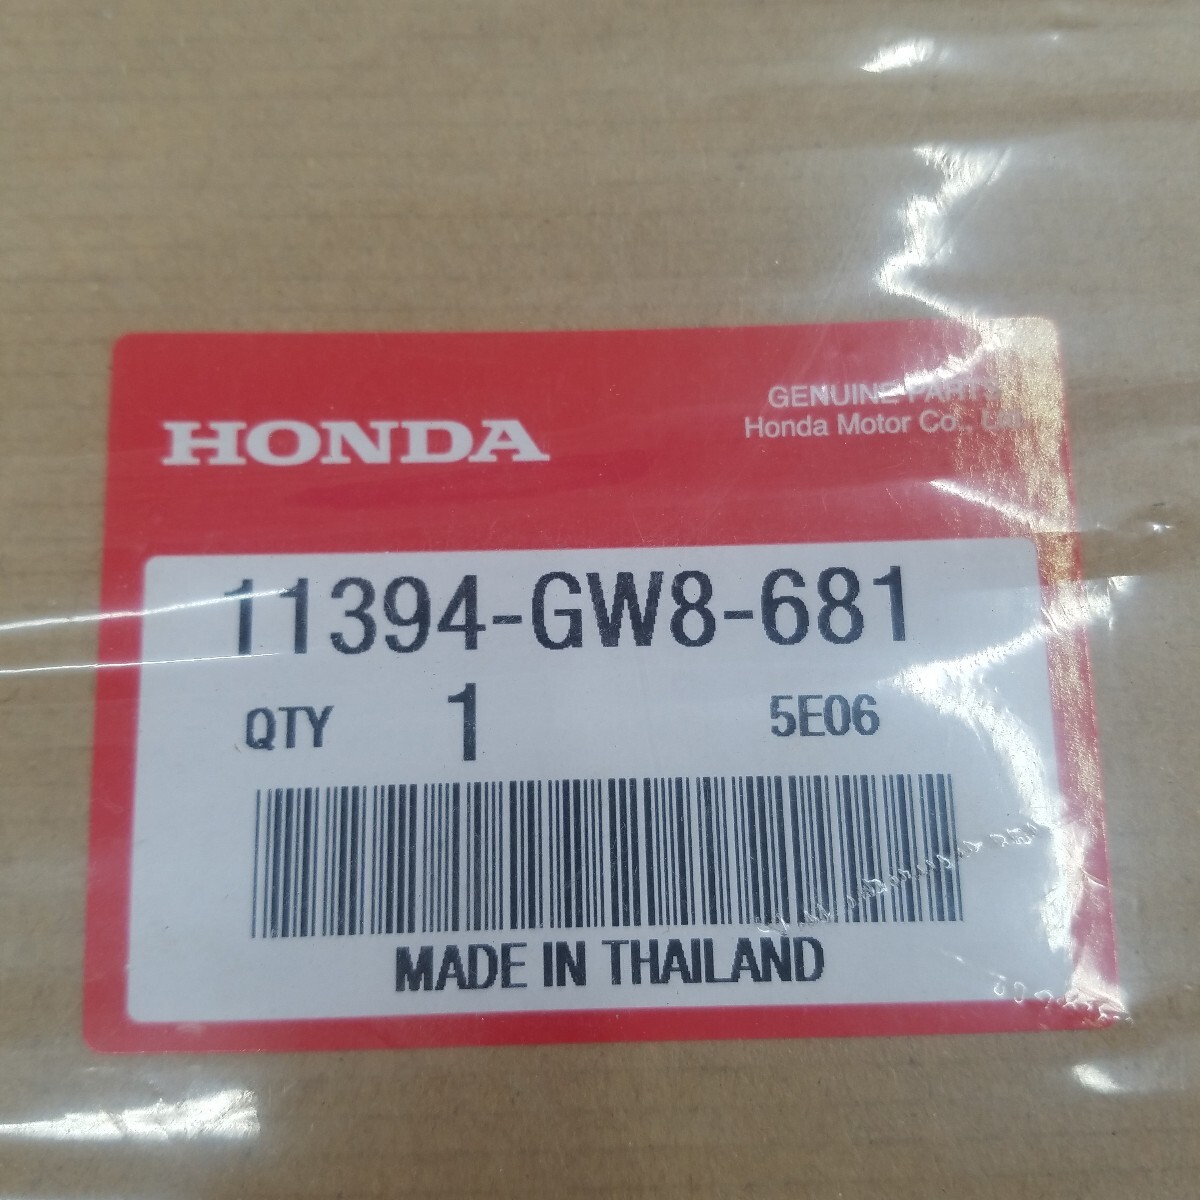 HONDA
GENUINE PARTS
Honda Motor Co., Ltd.
11394-GW8-681
QTY 1 5E06
MADE IN THAILAND